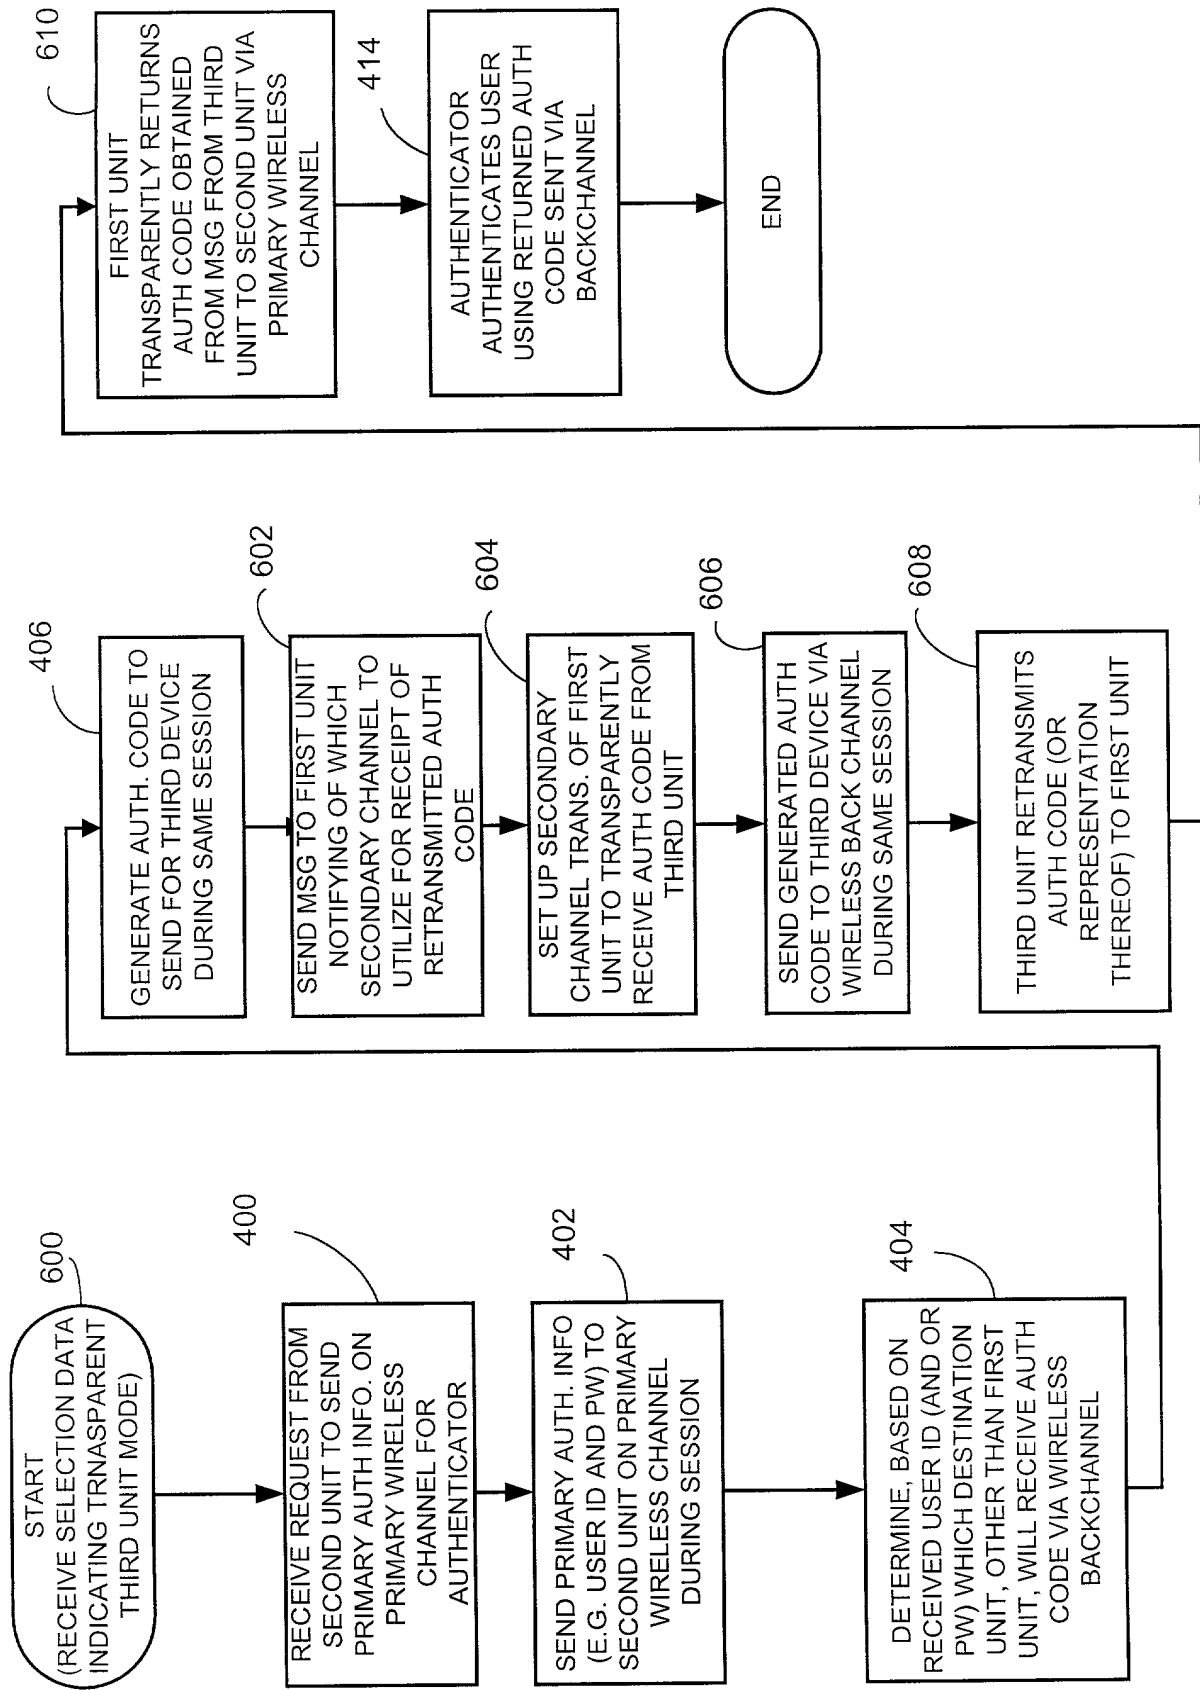 600
START
(RECEIVE SELECTION DATA
INDICATING TRNASPARENT
THIRD UNIT MODE)
400
RECEIVE REQUEST FROM
SECOND UNIT TO SEND
PRIMARY AUTH INFO. ON
PRIMARY WIRELESS
CHANNEL FOR
AUTHENTICATOR
402
SEND PRIMARY AUTH. INFO
(E.G. USER ID AND PW) TO
SECOND UNIT ON PRIMARY
WIRELESS CHANNEL
DURING SESSION
404
DETERMINE, BASED ON
RECEIVED USER ID (AND OR
PW) WHICH DESTINATION
UNIT, OTHER THAN FIRST
UNIT, WILL RECEIVE AUTH
CODE VIA WIRELESS
BACKCHANNEL
406
GENERATE AUTH. CODE TO
SEND FOR THIRD DEVICE
DURING SAME SESSION
602
SEND MSG TO FIRST UNIT
NOTIFYING OF WHICH
SECONDARY CHANNEL TO
UTILIZE FOR RECEIPT OF
RETRANSMITTED AUTH
CODE
604
SET UP SECONDARY
CHANNEL TRANS. OF FIRST
UNIT TO TRANSPARENTLY
RECEIVE AUTH CODE FROM
THIRD UNIT
606
SEND GENERATED AUTH
CODE TO THIRD DEVICE VIA
WIRELESS BACK CHANNEL
DURING SAME SESSION
608
THIRD UNIT RETRANSMITS
AUTH CODE (OR
REPRESENTATION
THEREOF) TO FIRST UNIT
610
FIRST UNIT
TRANSPARENTLY RETURNS
AUTH CODE OBTAINED
FROM MSG FROM THIRD
UNIT TO SECOND UNIT VIA
PRIMARY WIRELESS
CHANNEL
414
AUTHENTICATOR
AUTHENTICATES USER
USING RETURNED AUTH
CODE SENT VIA
BACKCHANNEL
END